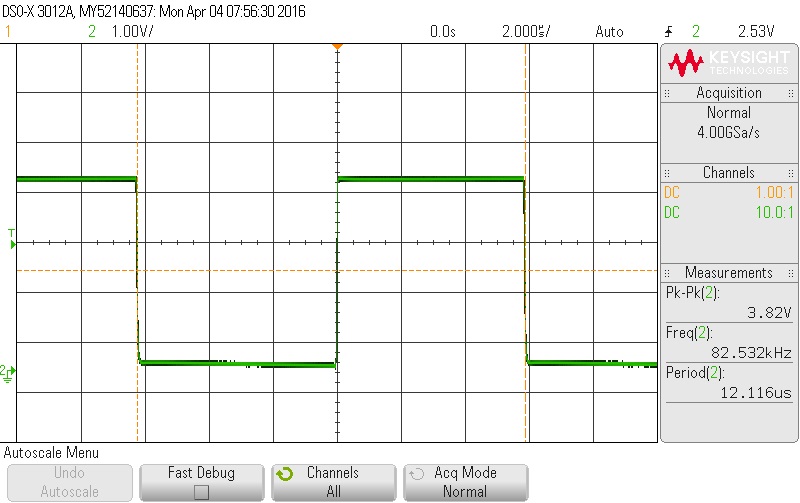 DSO-X 3012A, MY52140637: Mon Apr 04 07:56:30 2016
1 2 1.00V/ 0.0s 2.000us/ Auto 2 2.53V
KEYSIGHT
TECHNOLOGIES
Acquisition
Normal
4.00GSa/s
Channels
DC 1.00:1
DC 10.0:1
T
Measurements
Pk-Pk(2):
3.82V
Freq(2):
82.532kHz
Period(2):
12.116us
2
Autoscale Menu
Undo
Autoscale
Fast Debug
Channels
All
Acq Mode
Normal